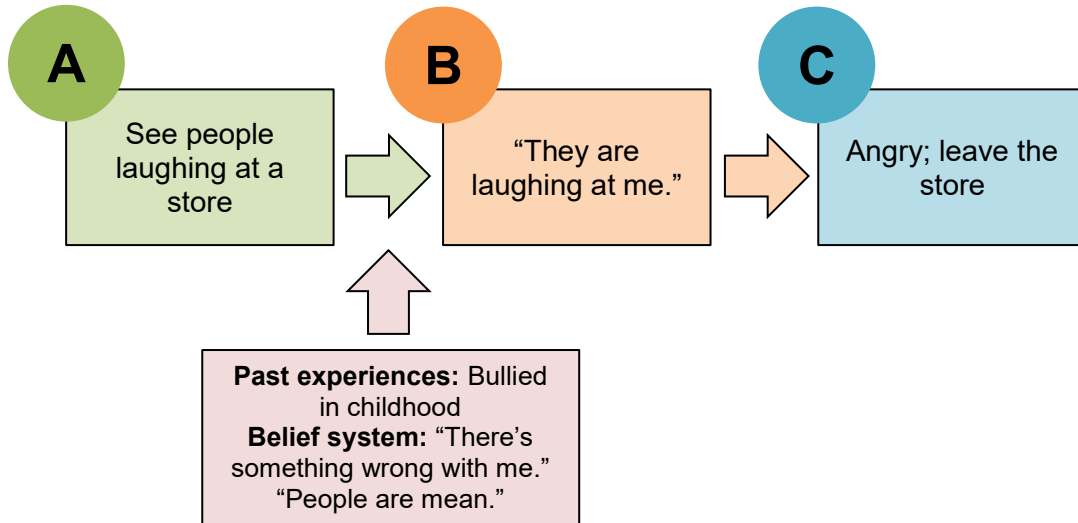 A
See people
laughing at a
store
B
“They are
laughing at me.”
C
Angry; leave the
store
Past experiences: Bullied
in childhood
Belief system: “There’s
something wrong with me.”
“People are mean.”